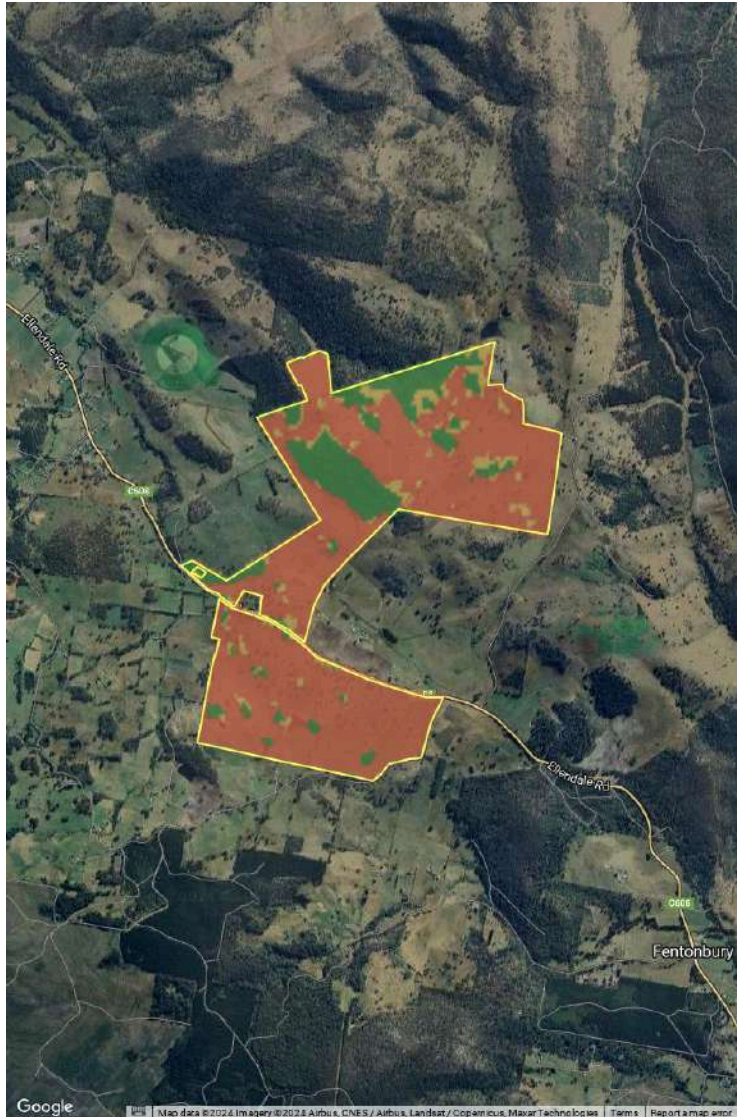 Ellendale Rd
C608
Ellendale Rd
C608
Fentonbury
Google
Map data ©2024 Imagery ©2024 Airbus, CNES / Airbus, Landsat / Copernicus, Maxar Technologies
Terms
Report a map error